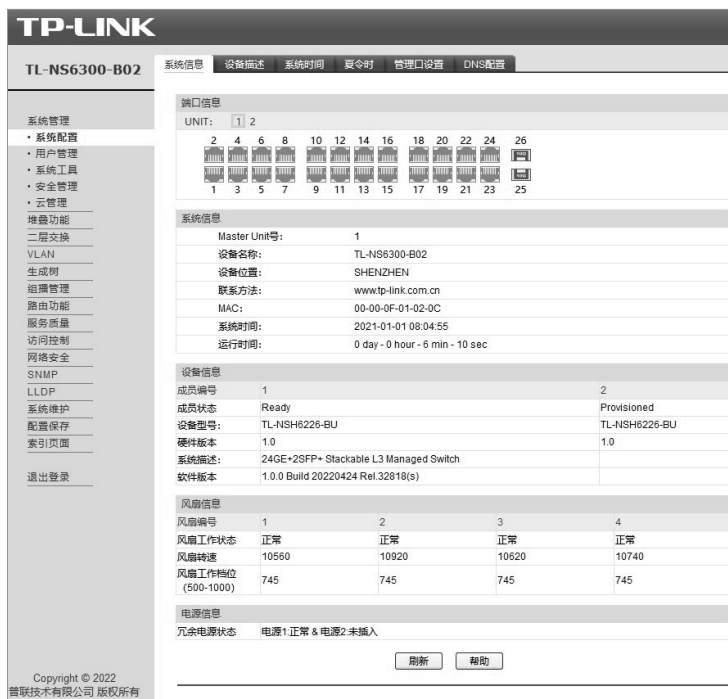 TP-LINK
TL-NS6300-B02
系统信息 设备描述 系统时间 夏令时 管理口设置 DNS配置
系统管理
• 系统配置
• 用户管理
• 系统工具
• 安全管理
• 云管理
堆叠功能
二层交换
VLAN
生成树
组播管理
路由功能
服务质量
访问控制
网络安全
SNMP
LLDP
系统维护
配置保存
索引页面
退出登录
Copyright © 2022
普联技术有限公司 版权所有
端口信息
UNIT: 1 2
2 4 6 8 10 12 14 16 18 20 22 24 26
1 3 5 7 9 11 13 15 17 19 21 23 25
系统信息
Master Unit号: 1
设备名称: TL-NS6300-B02
设备位置: SHENZHEN
联系方法: www.tp-link.com.cn
MAC: 00-00-0F-01-02-0C
系统时间: 2021-01-01 08:04:55
运行时间: 0 day - 0 hour - 6 min - 10 sec
设备信息
成员编号 1 2
成员状态 Ready Provisioned
设备型号: TL-NSH6226-BU TL-NSH6226-BU
硬件版本 1.0 1.0
系统描述: 24GE+2SFP+ Stackable L3 Managed Switch
软件版本 1.0.0 Build 20220424 Rel.32818(s)
风扇信息
风扇编号 1 2 3 4
风扇工作状态 正常 正常 正常 正常
风扇转速 10560 10920 10620 10740
风扇工作档位
(500-1000) 745 745 745 745
电源信息
冗余电源状态 电源1:正常 & 电源2:未插入
刷新 帮助